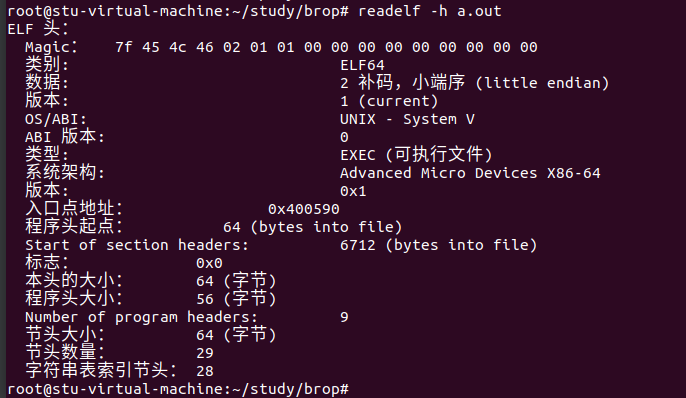 root@stu-virtual-machine:~/study/brop# readelf -h a.out
ELF 头：
  Magic：   7f 45 4c 46 02 01 01 00 00 00 00 00 00 00 00 00
  类别:                              ELF64
  数据:                              2 补码，小端序 (little endian)
  版本:                              1 (current)
  OS/ABI:                            UNIX - System V
  ABI 版本:                          0
  类型:                              EXEC (可执行文件)
  系统架构:                          Advanced Micro Devices X86-64
  版本:                              0x1
  入口点地址：               0x400590
  程序头起点：          64 (bytes into file)
  Start of section headers:          6712 (bytes into file)
  标志：             0x0
  本头的大小：       64 (字节)
  程序头大小：       56 (字节)
  Number of program headers:         9
  节头大小：         64 (字节)
  节头数量：         29
  字符串表索引节头： 28
root@stu-virtual-machine:~/study/brop#